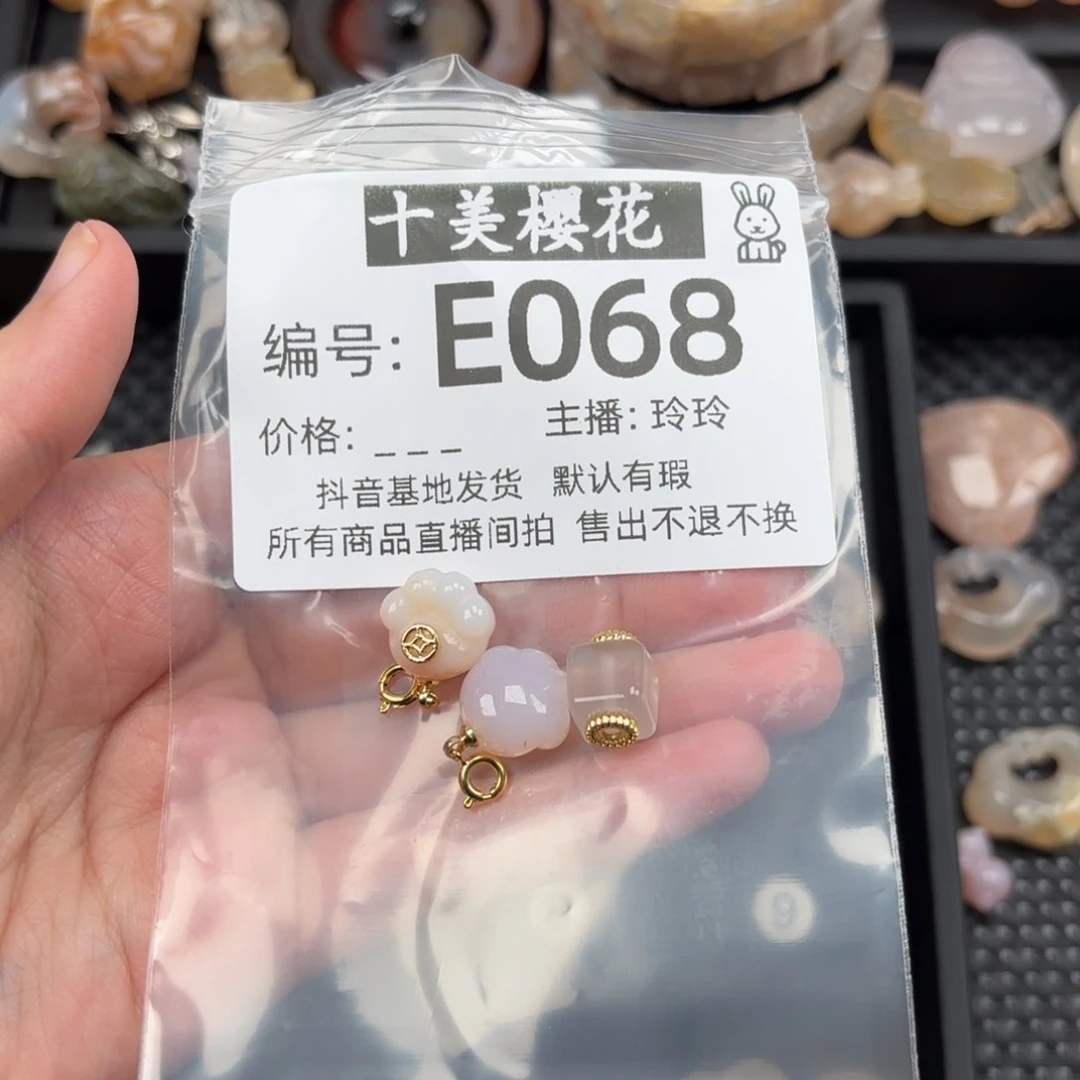 十美樱花
编号: E068
价格: _ _ _ 主播: 玲玲
抖音基地发货 默认有瑕
所有商品直播间拍 售出不退不换